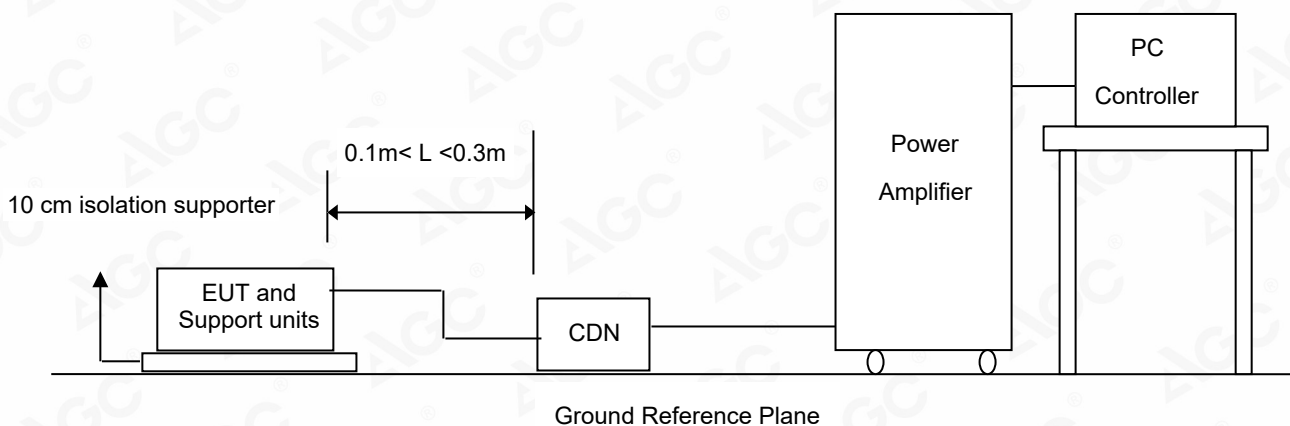 PC
Controller
Power
Amplifier
0.1m< L <0.3m
10 cm isolation supporter
EUT and
Support units
CDN
Ground Reference Plane
AGC
®